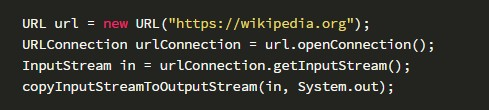 URL url = new URL("https://wikipedia.org");
URLConnection urlConnection = url.openConnection();
InputStream in = urlConnection.getInputStream();
copyInputStreamToOutputStream(in, System.out);